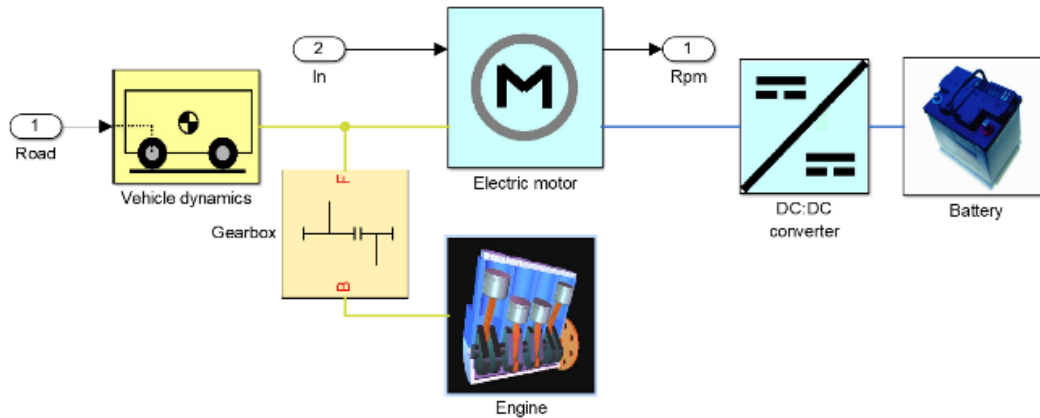 2
In
M
1
Rpm
1
Road
Vehicle dynamics
Electric motor
DC:DC
converter
Battery
Gearbox
F
B
Engine